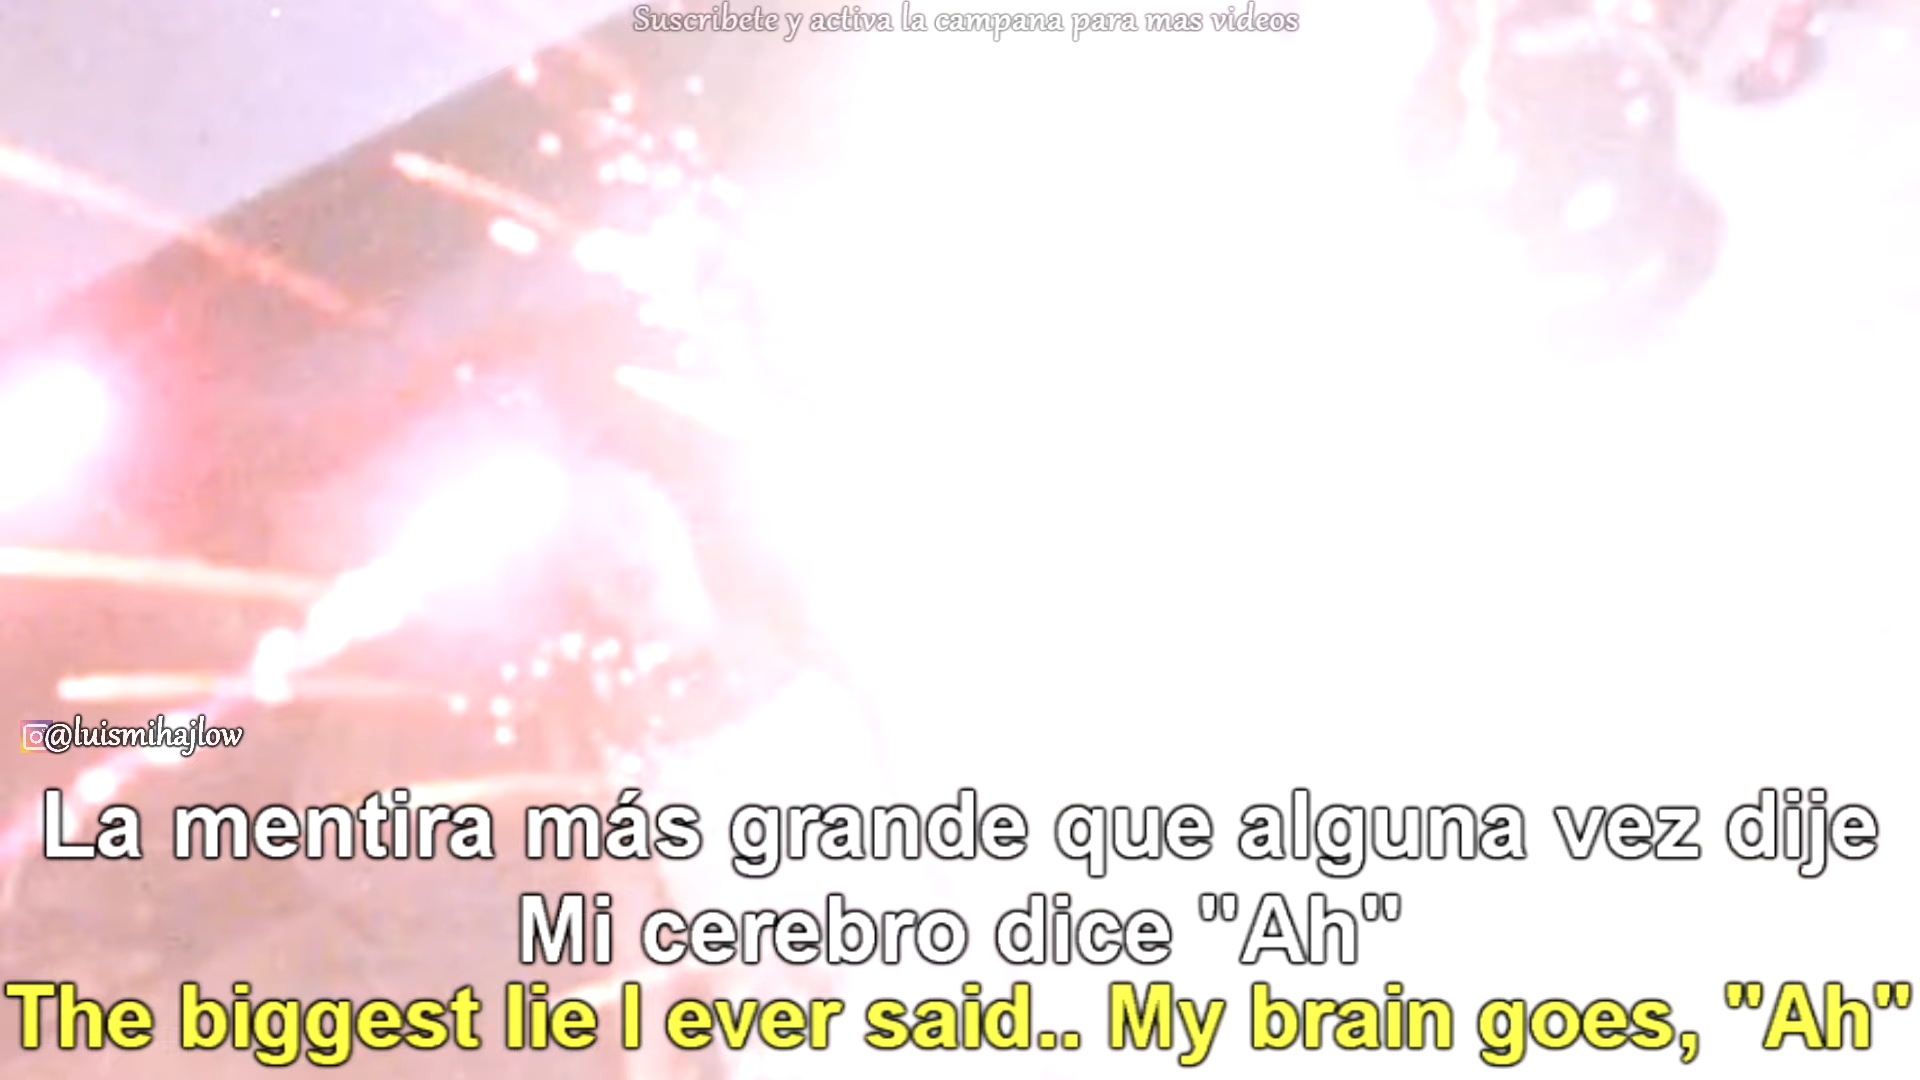 Suscribete y activa la campana para mas videos
@luismihajlow
La mentira más grande que alguna vez dije
Mi cerebro dice "Ah"
The biggest lie I ever said.. My brain goes, "Ah"